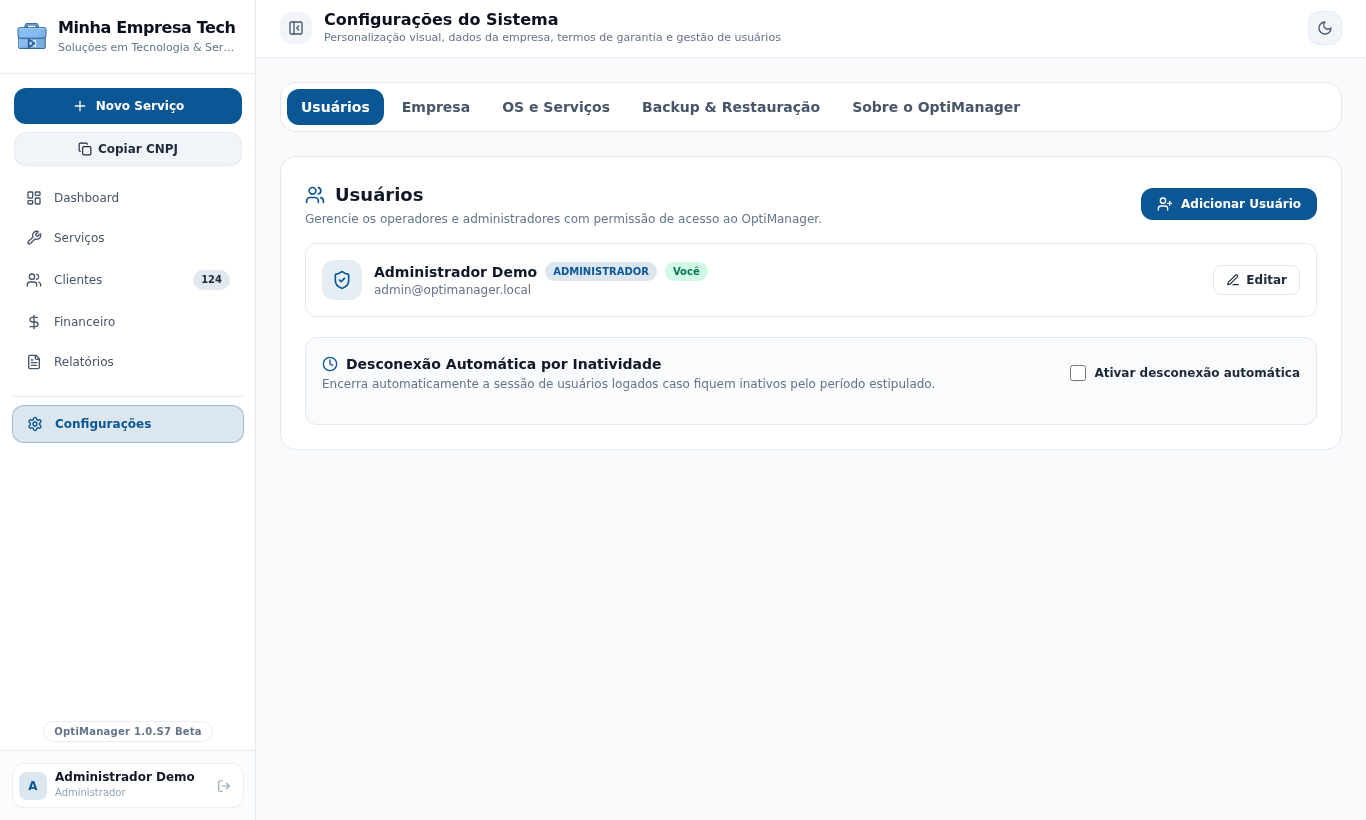 Minha Empresa Tech
Soluções em Tecnologia & Ser...
Novo Serviço
Copiar CNPJ
Dashboard
Serviços
Clientes
124
Financeiro
Relatórios
Configurações
OptiManager 1.0.S7 Beta
A
Administrador Demo
Administrador
Configurações do Sistema
Personalização visual, dados da empresa, termos de garantia e gestão de usuários
Usuários
Empresa
OS e Serviços
Backup & Restauração
Sobre o OptiManager
Usuários
Gerencie os operadores e administradores com permissão de acesso ao OptiManager.
Adicionar Usuário
Administrador Demo
ADMINISTRADOR
Você
admin@optimanager.local
Editar
Desconexão Automática por Inatividade
Encerra automaticamente a sessão de usuários logados caso fiquem inativos pelo período estipulado.
Ativar desconexão automática